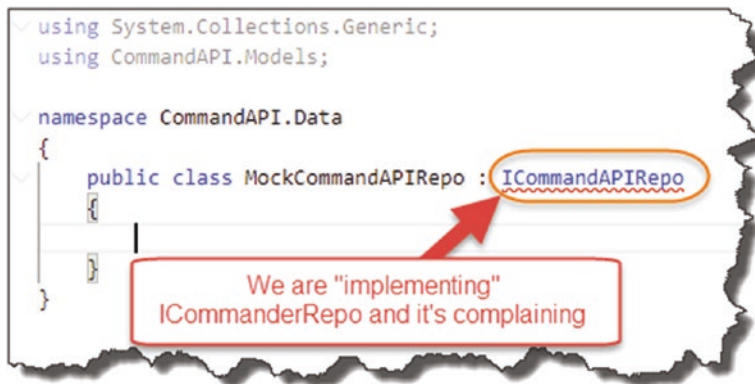 using System.Collections.Generic;
using CommandAPI.Models;
namespace CommandAPI.Data
{
public class MockCommandAPIRepo : ICommandAPIRepo
{
}
}
We are "implementing"
ICommanderRepo and it's complaining